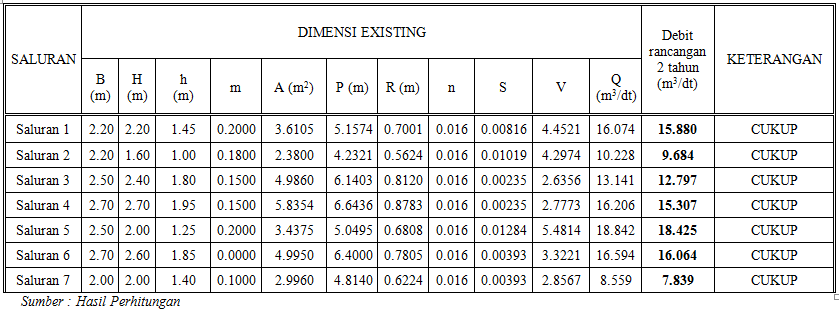 SALURAN DIMENSI EXISTING Debit rancangan 2 tahun (m³/dt) KETERANGAN
B (m) H (m) h (m) m A (m²) P (m) R (m) n S V Q (m³/dt)
Saluran 1 2.20 2.20 1.45 0.2000 3.6105 5.1574 0.7001 0.016 0.00816 4.4521 16.074 15.880 CUKUP
Saluran 2 2.20 1.60 1.00 0.1800 2.3800 4.2321 0.5624 0.016 0.01019 4.2974 10.228 9.684 CUKUP
Saluran 3 2.50 2.40 1.80 0.1500 4.9860 6.1403 0.8120 0.016 0.00235 2.6356 13.141 12.797 CUKUP
Saluran 4 2.70 2.70 1.95 0.1500 5.8354 6.6436 0.8783 0.016 0.00235 2.7773 16.206 15.307 CUKUP
Saluran 5 2.50 2.00 1.25 0.2000 3.4375 5.0495 0.6808 0.016 0.01284 5.4814 18.842 18.425 CUKUP
Saluran 6 2.70 2.60 1.85 0.0000 4.9950 6.4000 0.7805 0.016 0.00393 3.3221 16.594 16.064 CUKUP
Saluran 7 2.00 2.00 1.40 0.1000 2.9960 4.8140 0.6224 0.016 0.00393 2.8567 8.559 7.839 CUKUP
Sumber : Hasil Perhitungan